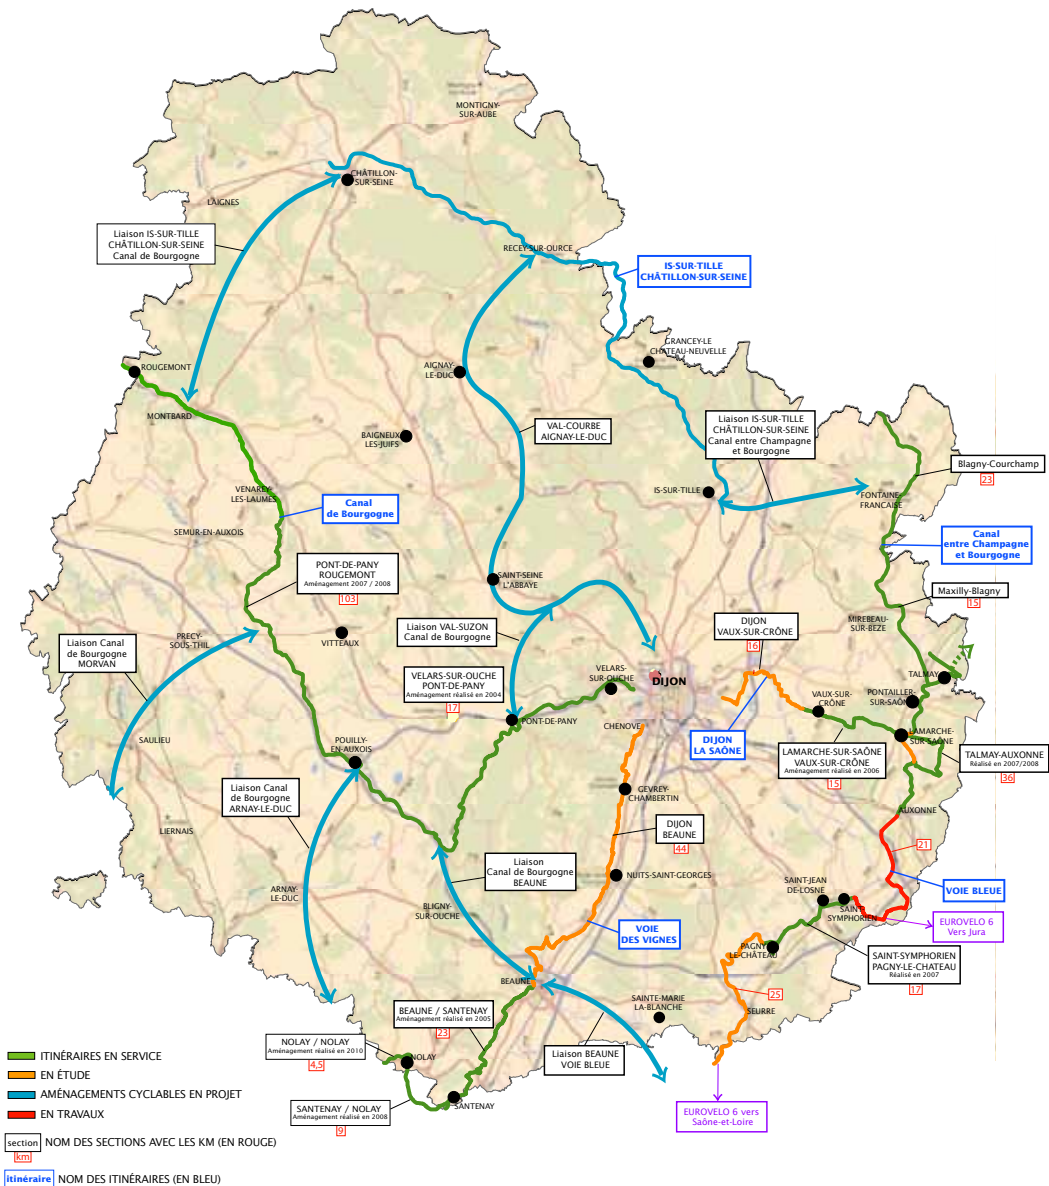 MONTIGNY-
SUR-AUBE
CHÂTILLON-
SUR-SEINE
LAIGNES
Liaison IS-SUR-TILLE
CHÂTILLON-SUR-SEINE
Canal de Bourgogne
RECEY-SUR-OURCE
IS-SUR-TILLE
CHÂTILLON-SUR-SEINE
GRANCEY-LE
CHATEAU-NEUVELLE
ROUGEMONT
AIGNAY-
LE-DUC
MONTBARD
VAL-COURBE
AIGNAY-LE-DUC
Liaison IS-SUR-TILLE
CHÂTILLON-SUR-SEINE
Canal entre Champagne
et Bourgogne
BAIGNEUX
LES-JUIFS
Blagny-Courchamp
23
IS-SUR-TILLE
FONTAINE-
FRANCAISE
VENAREY-
LES-LAUMES
Canal
de Bourgogne
SEMUR-EN-AUXOIS
Canal
entre Champagne
et Bourgogne
PONT-DE-PANY
ROUGEMONT
Aménagement 2007 / 2008
103
SAINT-SEINE
L'ABBAYE
Maxilly-Blagny
15
MIREBEAU-
SUR-BEZE
DIJON
VAUX-SUR-CRÔNE
16
Liaison VAL-SUZON
Canal de Bourgogne
VITTEAUX
PRECY-
SOUS-THIL
Liaison Canal
de Bourgogne
MORVAN
VELARS-SUR-OUCHE
PONT-DE-PANY
Aménagement réalisé en 2004
17
VELARS-
SUR-OUCHE
DIJON
TALMAY
PONTAILLER-
SUR-SAÔNE
VAUX-SUR-
CRÔNE
PONT-DE-PANY
CHENOVE
DIJON
LA SAÔNE
LAMARCHE-
SUR-SAÔNE
SAULIEU
POUILLY-
EN-AUXOIS
LAMARCHE-SUR-SAÔNE
VAUX-SUR-CRÔNE
Aménagement réalisé en 2006
15
TALMAY-AUXONNE
Réalisé en 2007/2008
36
Liaison Canal
de Bourgogne
ARNAY-LE-DUC
GEVREY-
CHAMBERTIN
AUXONNE
LIERNAIS
DIJON
BEAUNE
44
21
Liaison
Canal de Bourgogne
BEAUNE
NUITS-SAINT-GEORGES
SAINT-JEAN
DE-LOSNE
VOIE BLEUE
ARNAY-
LE-DUC
BLIGNY-
SUR-OUCHE
SAINT-
SYMPHORIEN
EUROVELO 6
Vers Jura
VOIE
DES VIGNES
PAGNY
LE-CHÂTEAU
SAINT-SYMPHORIEN
PAGNY-LE-CHATEAU
Réalisé en 2007
17
BEAUNE
25
SAINTE-MARIE
LA-BLANCHE
SEURRE
BEAUNE / SANTENAY
Aménagement réalisé en 2005
23
NOLAY / NOLAY
Aménagement réalisé en 2010
4,5
Liaison BEAUNE
VOIE BLEUE
NOLAY
SANTENAY
SANTENAY / NOLAY
Aménagement réalisé en 2008
9
EUROVELO 6 vers
Saône-et-Loire
ITINÉRAIRES EN SERVICE
EN ÉTUDE
AMÉNAGEMENTS CYCLABLES EN PROJET
EN TRAVAUX
section NOM DES SECTIONS AVEC LES KM (EN ROUGE)
km
itinéraire NOM DES ITINÉRAIRES (EN BLEU)